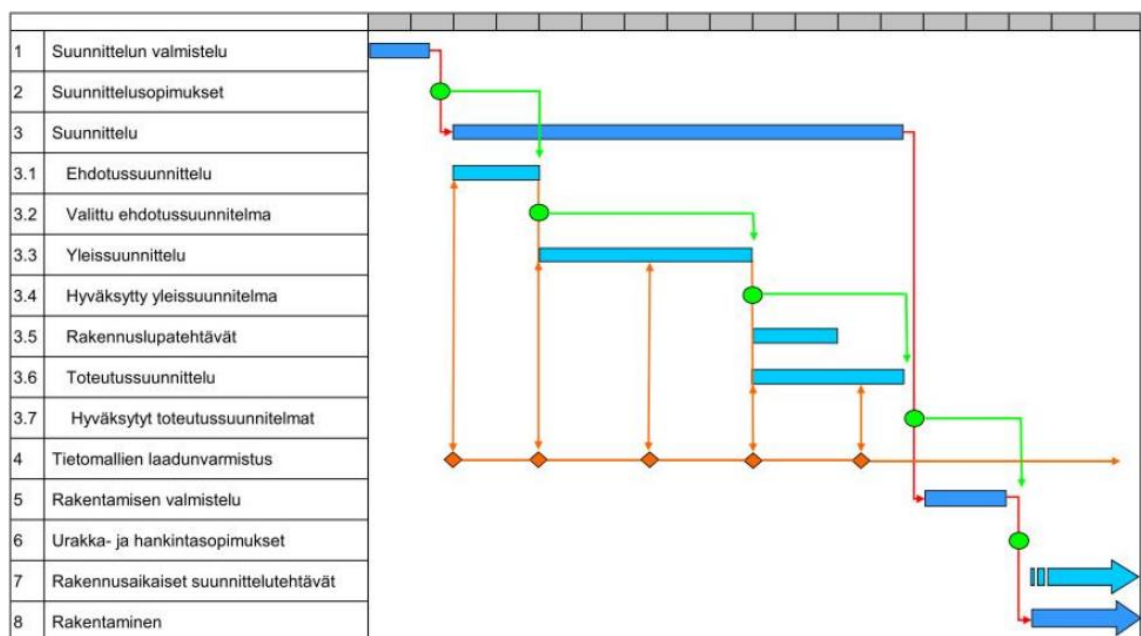 1 Suunnittelun valmistelu
2 Suunnittelusopimukset
3 Suunnittelu
3.1 Ehdotussuunnittelu
3.2 Valittu ehdotussuunnitelma
3.3 Yleissuunnittelu
3.4 Hyväksytty yleissuunnitelma
3.5 Rakennuslupatehtävät
3.6 Toteutussuunnittelu
3.7 Hyväksytyt toteutussuunnitelmat
4 Tietomallien laadunvarmistus
5 Rakentamisen valmistelu
6 Urakka- ja hankintasopimukset
7 Rakennusaikaiset suunnittelutehtävät
8 Rakentaminen